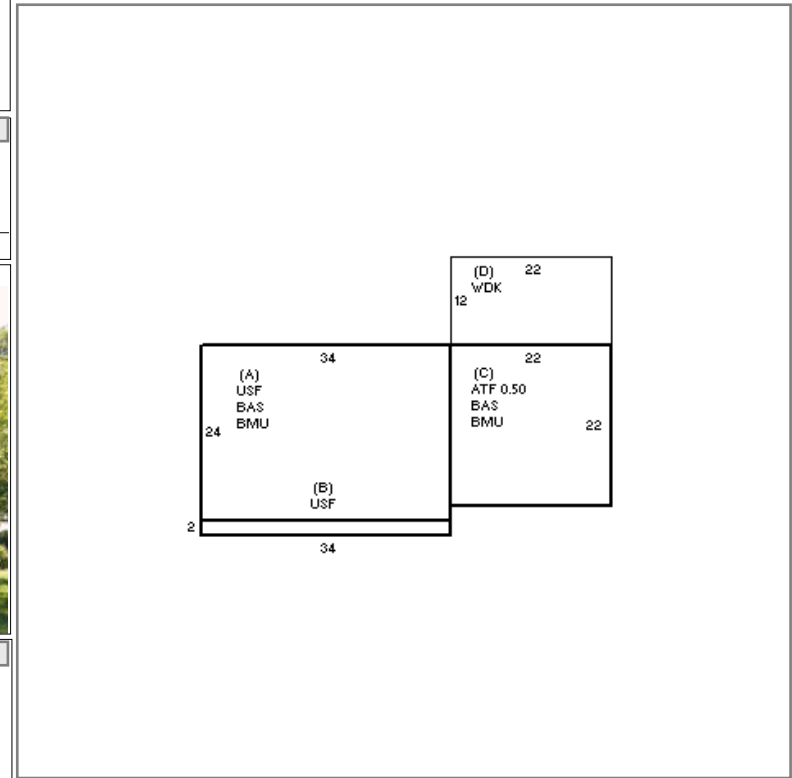 (D)
22
WDK
12
34
(A)
USF
BAS
BMU
24
(B)
USF
2
34
22
(C)
ATF 0.50
BAS
BMU
22